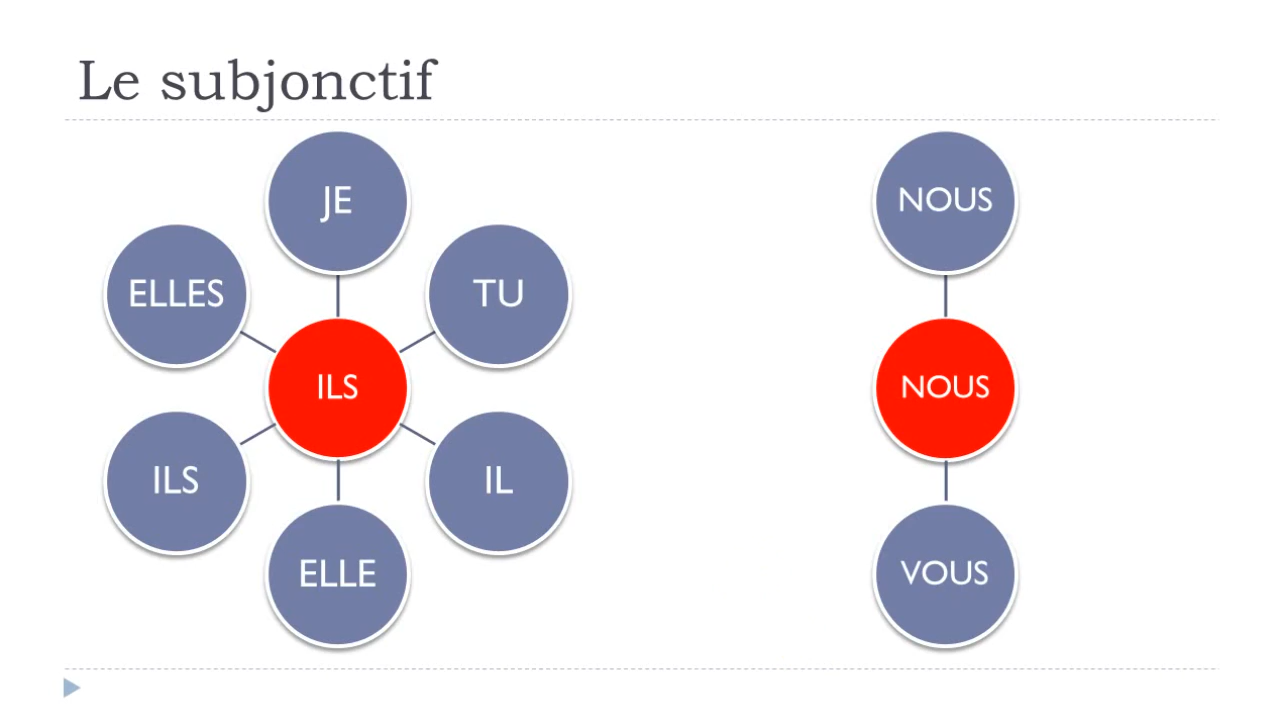 Le subjonctif
JE
TU
IL
ELLE
ILS
ELLES
ILS
NOUS
NOUS
VOUS